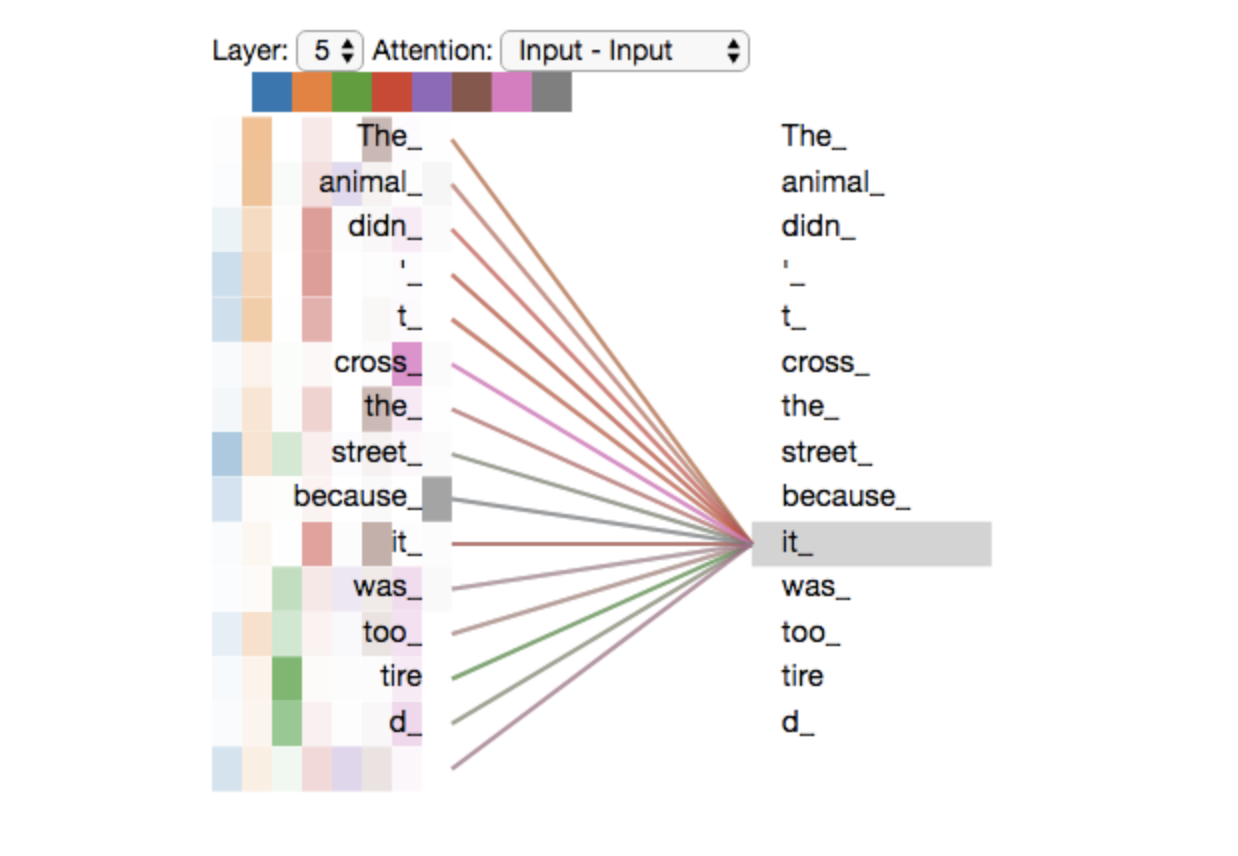 Layer: 5 Attention: Input - Input
The_ The_
animal_ animal_
didn_ didn_
'_ '_
t_ t_
cross_ cross_
the_ the_
street_ street_
because_ because_
it_ it_
was_ was_
too_ too_
tire tire
d_ d_